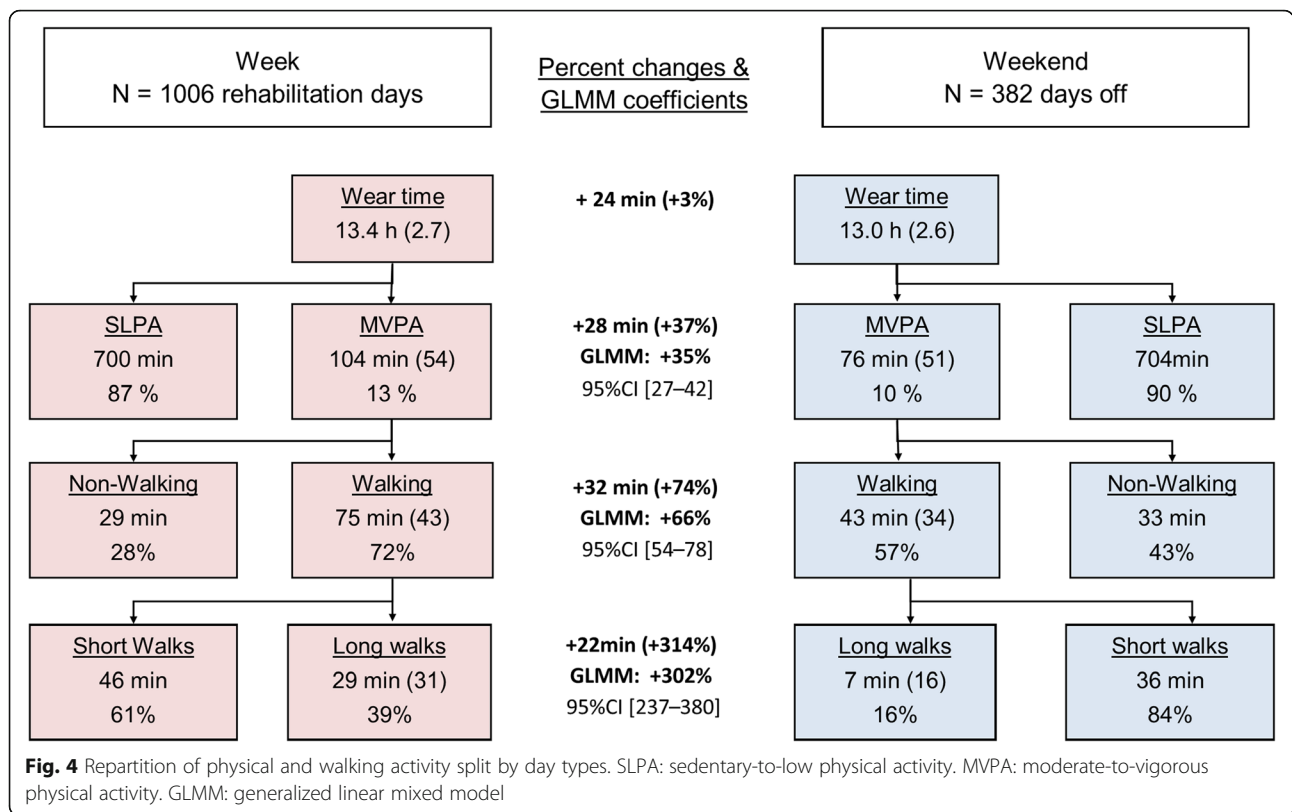 Week
N = 1006 rehabilitation days
Percent changes &
GLMM coefficients
Weekend
N = 382 days off
Wear time
13.4 h (2.7)
+ 24 min (+3%)
Wear time
13.0 h (2.6)
SLPA
700 min
87 %
MVPA
104 min (54)
13 %
+28 min (+37%)
GLMM: +35%
95%CI [27–42]
MVPA
76 min (51)
10 %
SLPA
704min
90 %
Non-Walking
29 min
28%
Walking
75 min (43)
72%
+32 min (+74%)
GLMM: +66%
95%CI [54–78]
Walking
43 min (34)
57%
Non-Walking
33 min
43%
Short Walks
46 min
61%
Long walks
29 min (31)
39%
+22min (+314%)
GLMM: +302%
95%CI [237–380]
Long walks
7 min (16)
16%
Short walks
36 min
84%
Fig. 4 Repartition of physical and walking activity split by day types. SLPA: sedentary-to-low physical activity. MVPA: moderate-to-vigorous
physical activity. GLMM: generalized linear mixed model